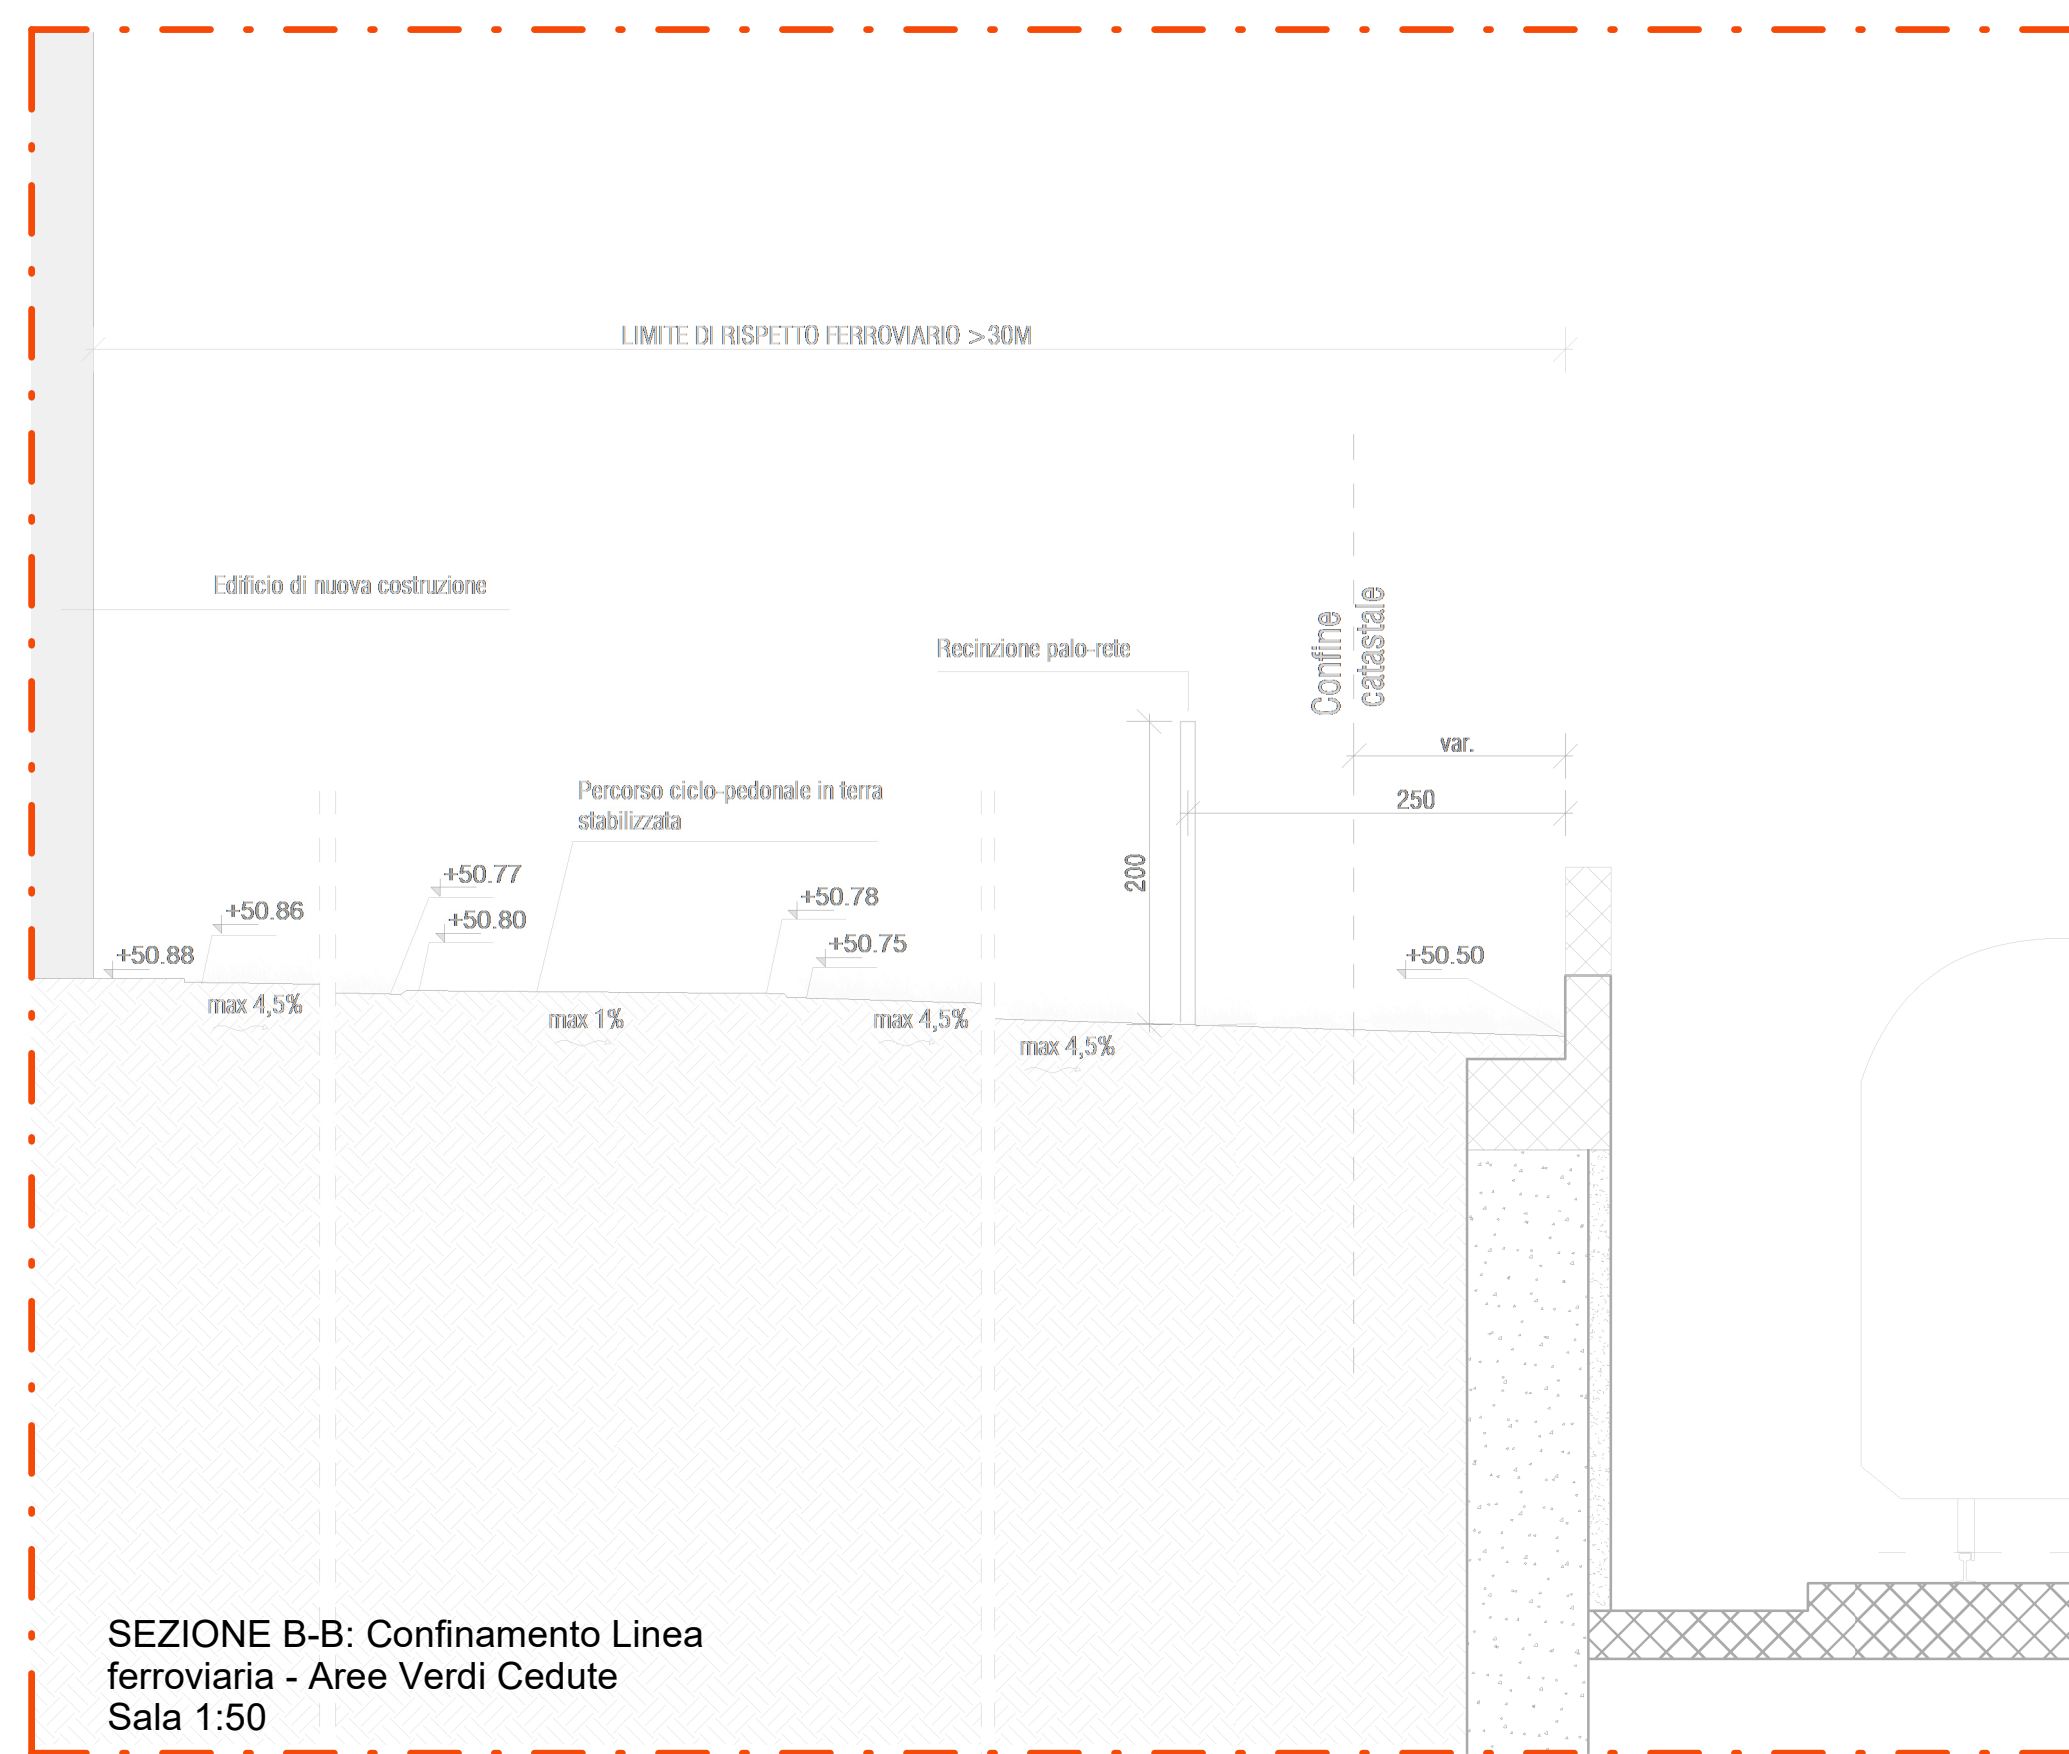 LIMITE DI RISPETTO FERROVIARIO >30M
Edificio di nuova costruzione
Recinzione palo-rete
Confine
catastale
var.
250
200
Percorso ciclo-pedonale in terra
stabilizzata
+50.77
+50.78
+50.86
+50.80
+50.75
+50.88
+50.50
max 4,5%
max 1%
max 4,5%
max 4,5%
SEZIONE B-B: Confinamento Linea
ferroviaria - Aree Verdi Cedute
Sala 1:50